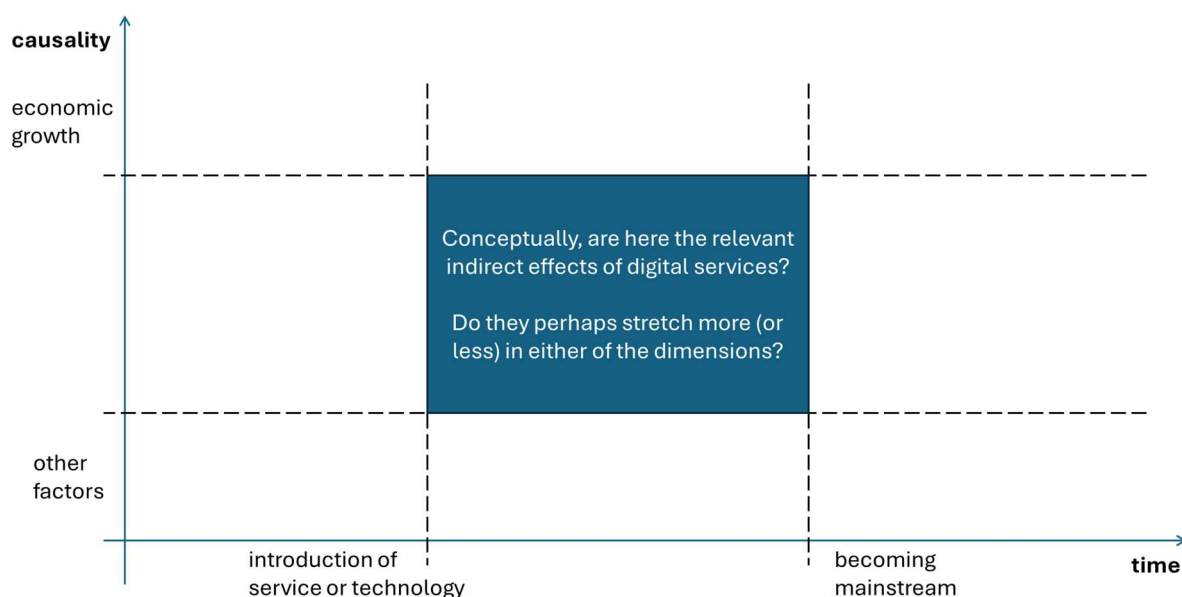 causality
economic
growth
Conceptually, are here the relevant
indirect effects of digital services?
Do they perhaps stretch more (or
less) in either of the dimensions?
other
factors
introduction of
service or technology
becoming
mainstream
time